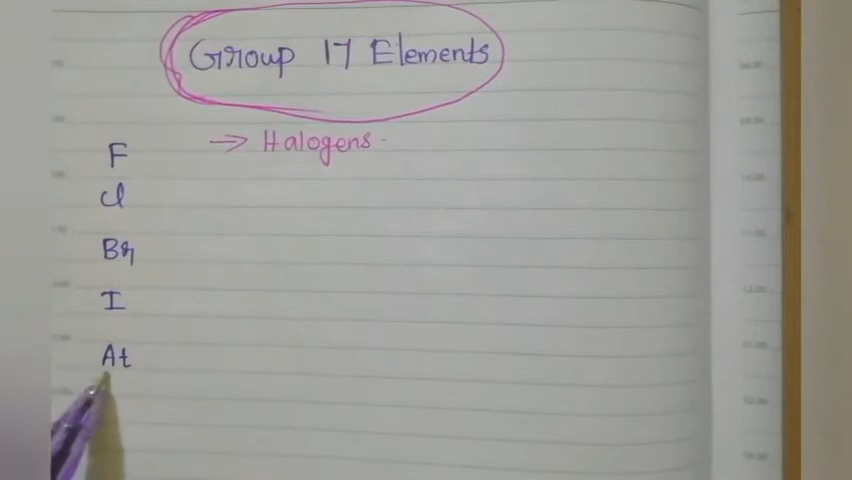 Group 17 Elements
→ Halogens
F
Cl
Br
I
At